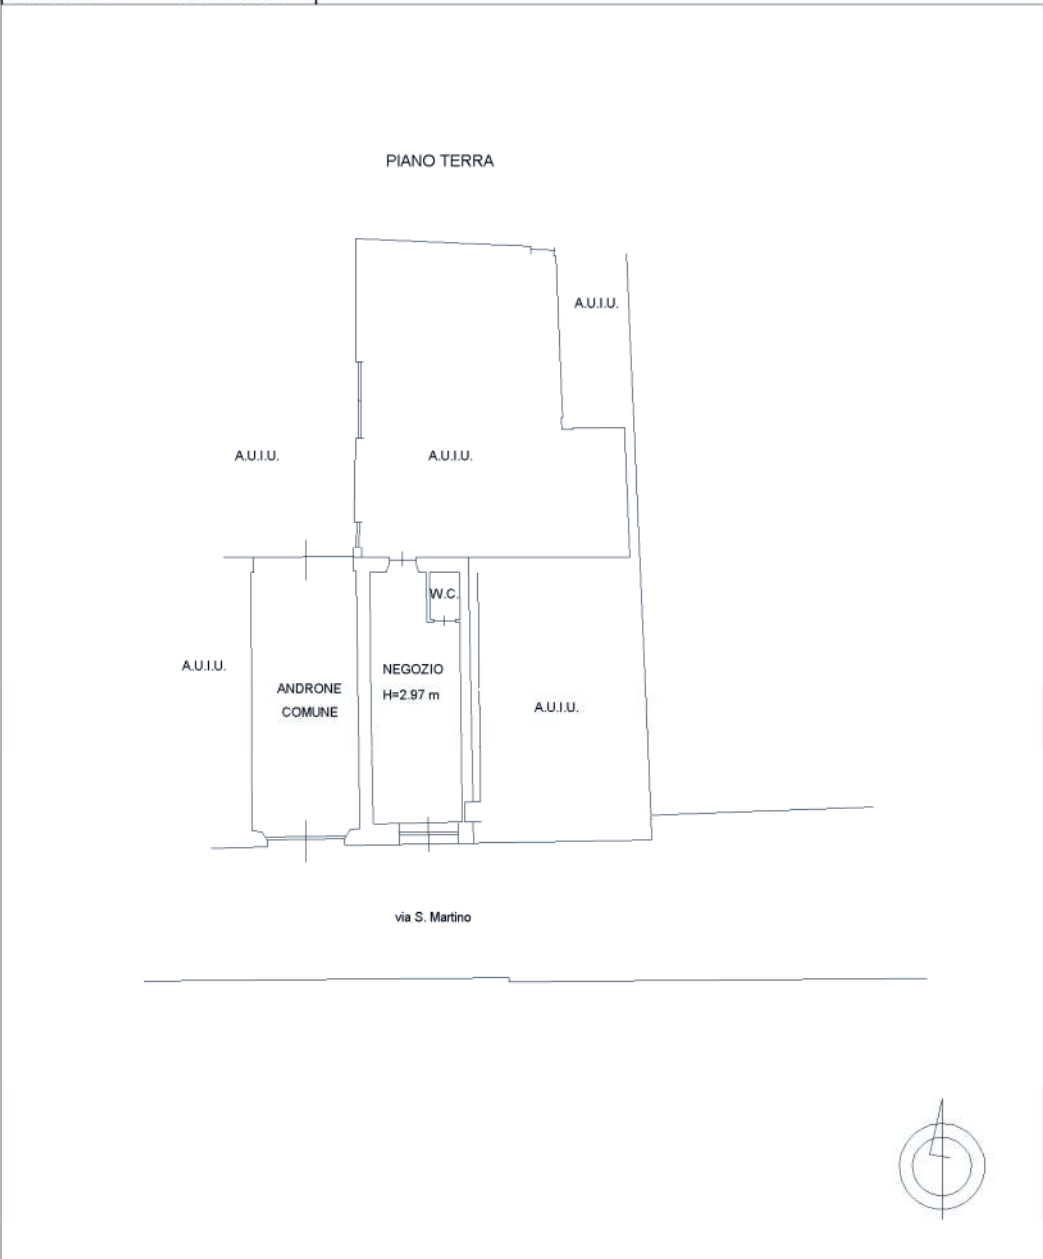 PIANO TERRA
A.U.I.U.
A.U.I.U.
A.U.I.U.
W.C.
A.U.I.U.
NEGOZIO
H=2.97 m
ANDRONE
COMUNE
A.U.I.U.
via S. Martino